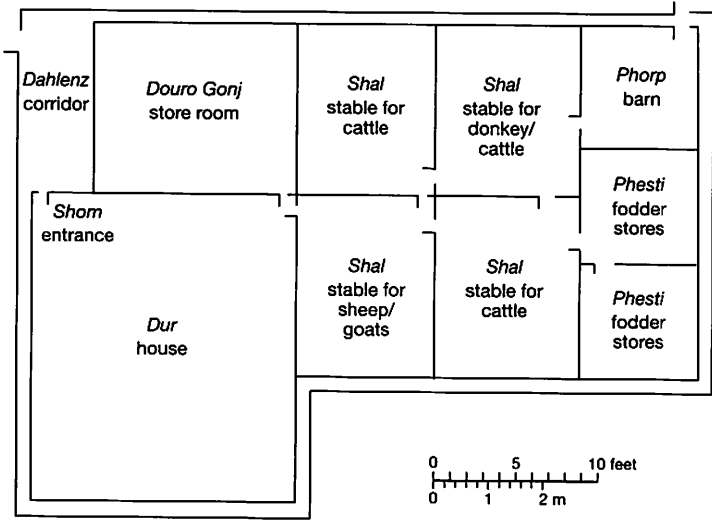 Dahlenz
corridor
Douro Gonj
store room
Shal
stable for
cattle
Shal
stable for
donkey/
cattle
Phorp
barn
Phesti
fodder
stores
Shom
entrance
Dur
house
Shal
stable for
sheep/
goats
Shal
stable for
cattle
Phesti
fodder
stores
0 5 10 feet
0 1 2 m